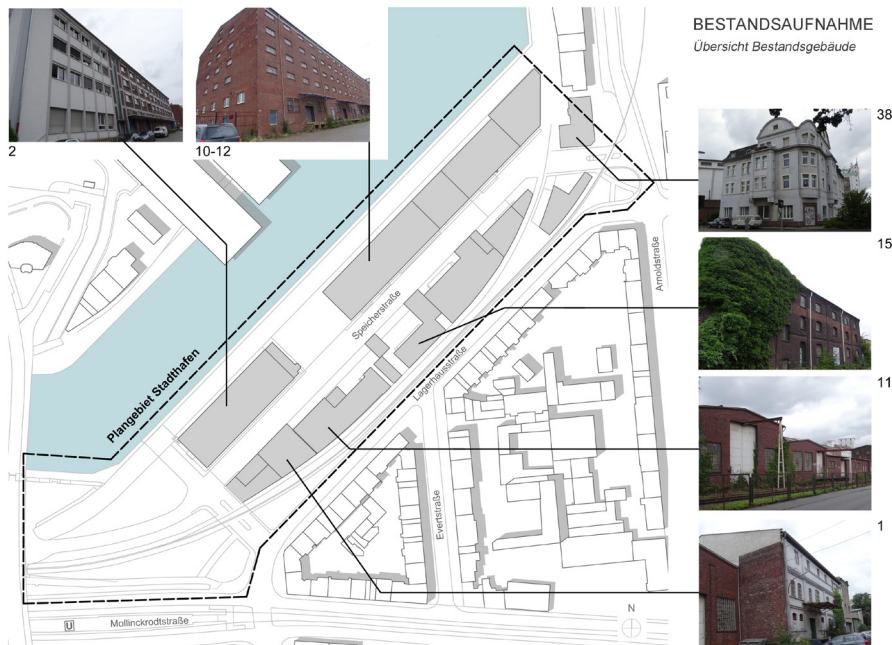 BESTANDSAUFNAHME
Übersicht Bestandsgebäude
2
10-12
38
15
11
1
Plangebiet Stadthafen
Speicherstraße
Lagerhausstraße
Arnoldstraße
Evertstraße
Mollinckrodtstraße
U
N